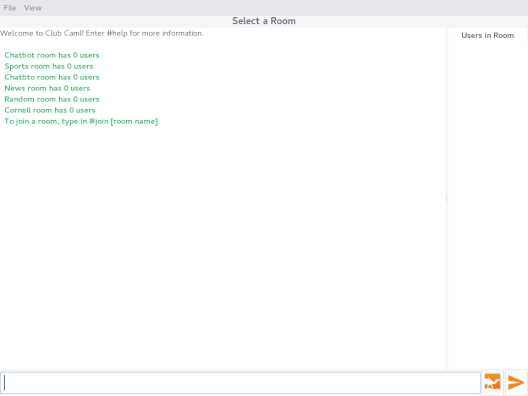 File View
Select a Room
Welcome to Club Caml! Enter #help for more information.
Users in Room
Chatbot room has 0 users
Sports room has 0 users
Chatbto room has 0 users
News room has 0 users
Random room has 0 users
Cornell room has 0 users
To join a room, type in #join [room name]